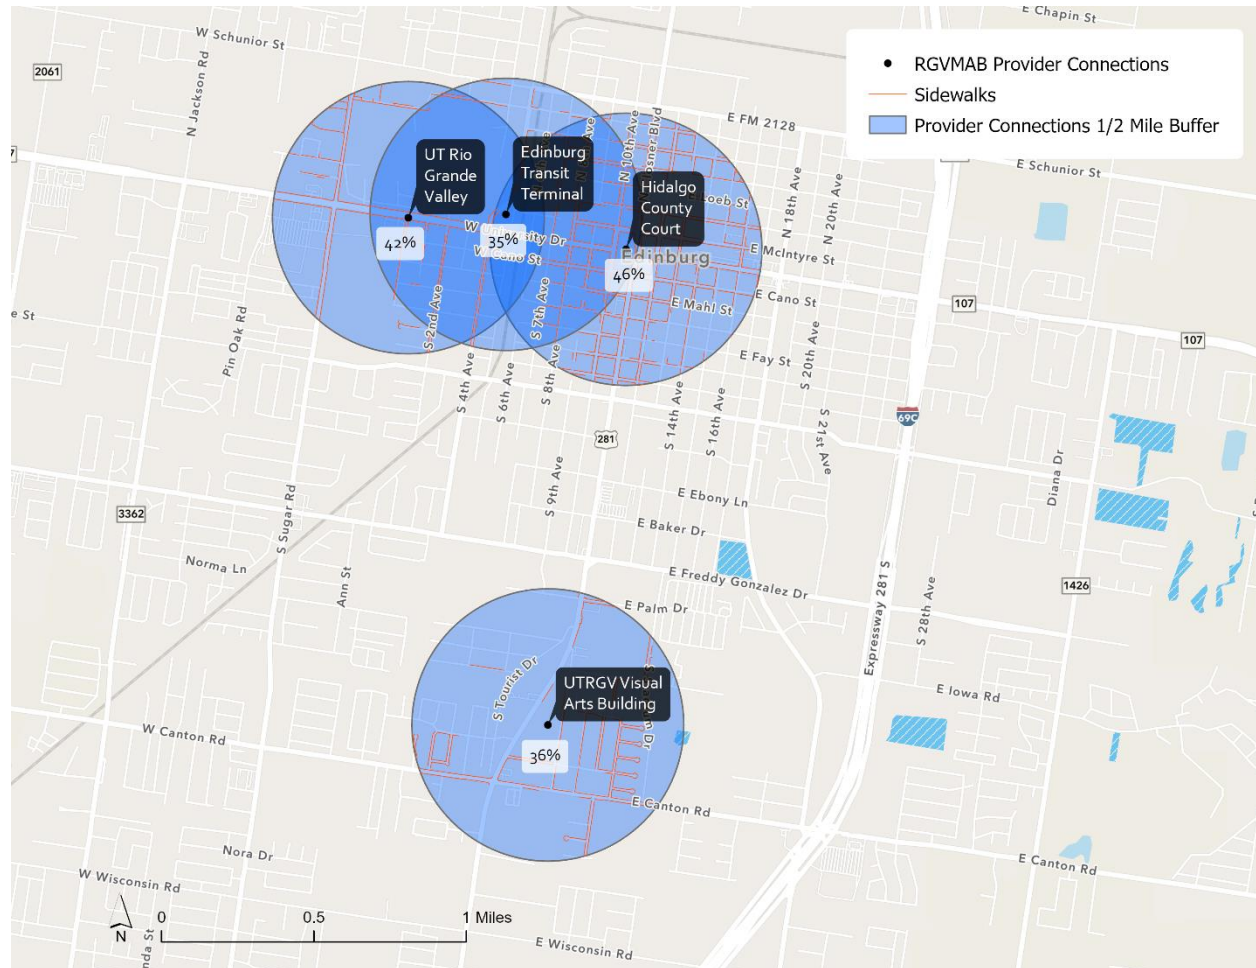 E Chapin St
W Schunior St
2061
N Jackson Rd
RGVMAB Provider Connections
Sidewalks
Provider Connections 1/2 Mile Buffer
E FM 2128
E Schunior St
N 10th Ave
UT Rio
Grande
Valley
Edinburg
Transit
Terminal
Hidalgo
County
Court
N 18th Ave
N 20th Ave
Loeb St
42%
35%
46%
W University Dr
Edinburg
E McIntyre St
E Mahl St
E Cano St
107
107
E Fay St
S 2nd Ave
S 7th Ave
Pin Oak Rd
e St
S 4th Ave
S 6th Ave
S 8th Ave
S 14th Ave
S 16th Ave
S 20th Ave
S 21st Ave
69C
281
S 9th Ave
E Ebony Ln
E Baker Dr
Diana Dr
3362
S Sugar Rd
Norma Ln
Ann St
E Freddy Gonzalez Dr
E Palm Dr
1426
Expressway 281 S
S 28th Ave
S Tourist Dr
UTRGV Visual
Arts Building
36%
E Iowa Rd
W Canton Rd
E Canton Rd
E Canton Rd
Nora Dr
W Wisconsin Rd
N
0
0.5
1 Miles
nda St
E Wisconsin Rd